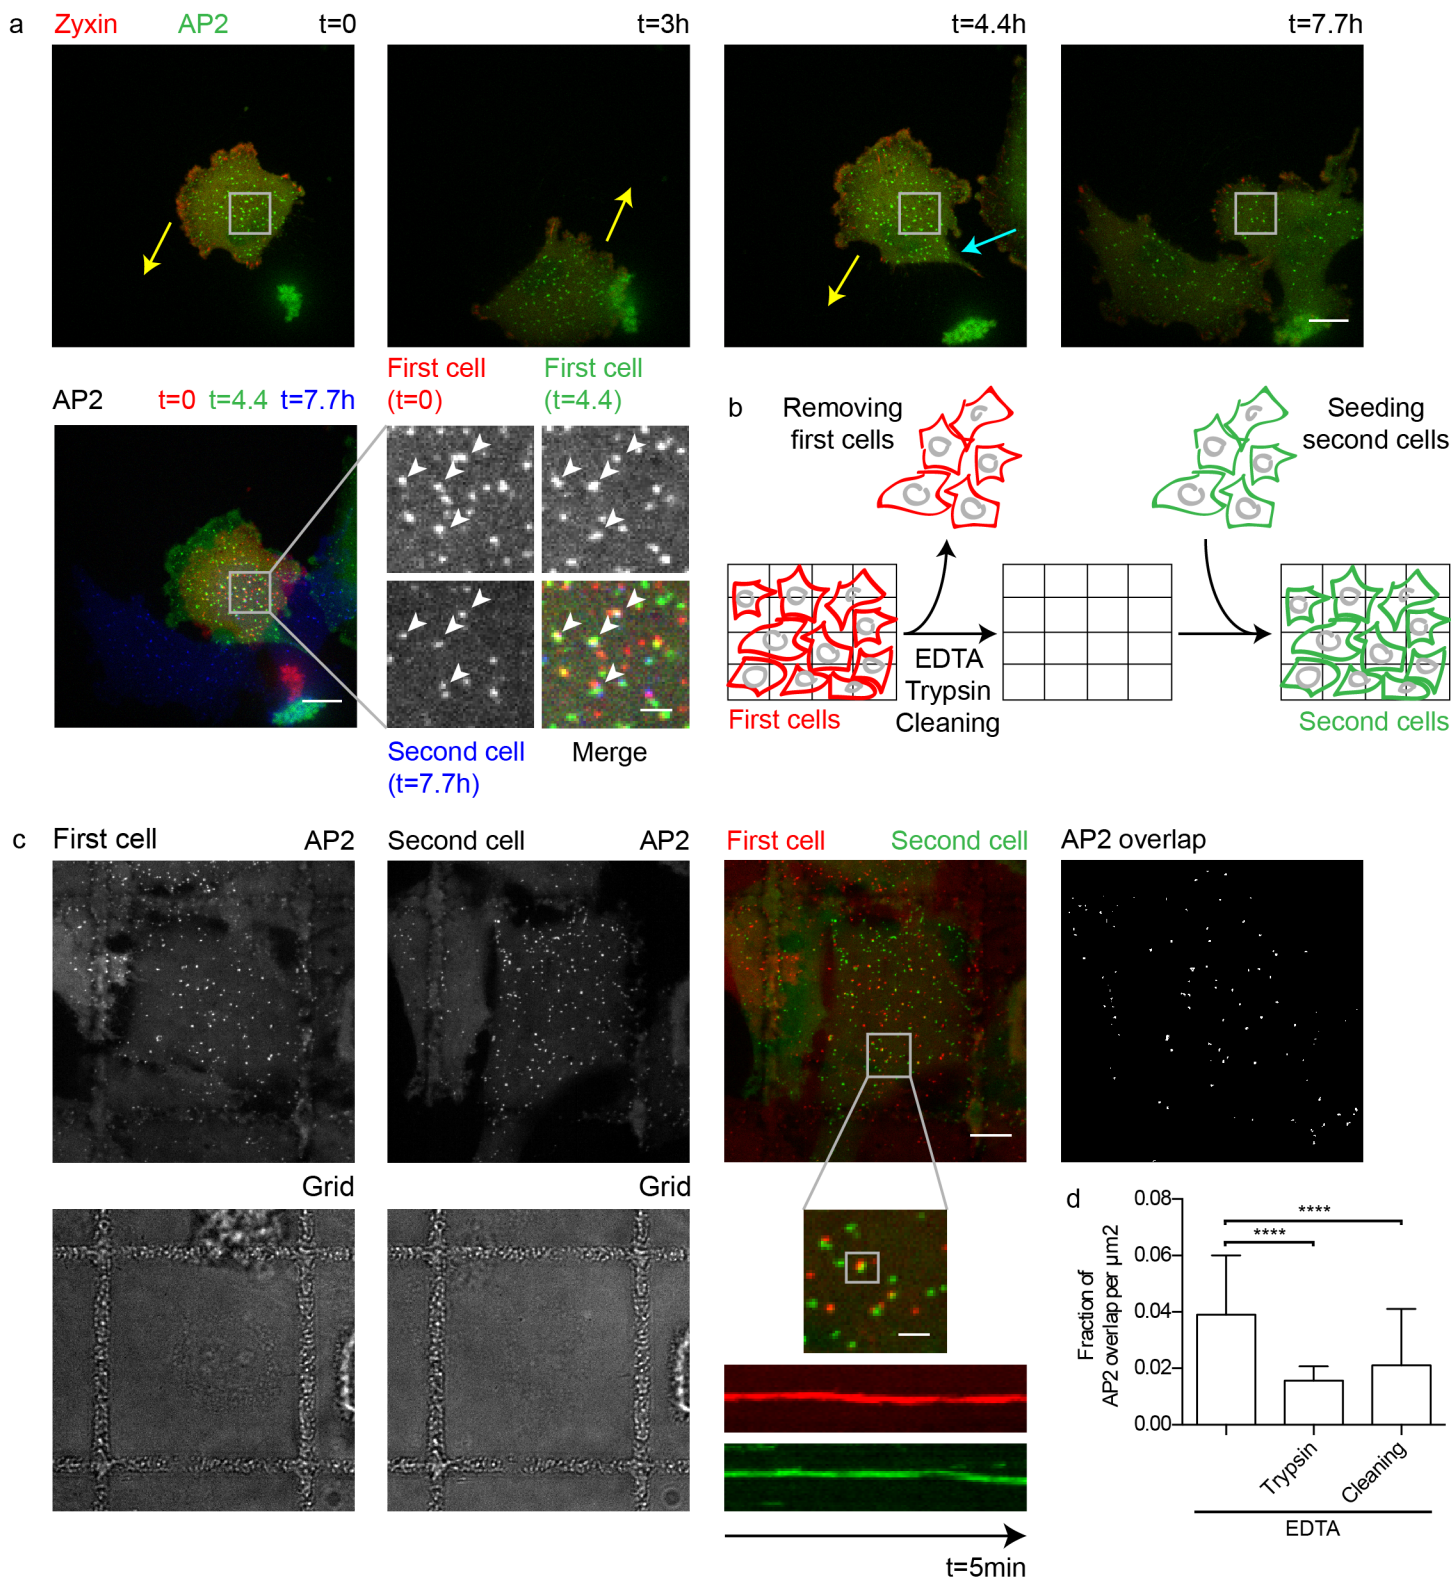 a
Zyxin AP2 t=0
t=3h
t=4.4h
t=7.7h
AP2 t=0 t=4.4 t=7.7h
First cell
(t=0)
First cell
(t=4.4)
Second cell
(t=7.7h)
Merge
b
Removing
first cells
Seeding
second cells
EDTA
Trypsin
Cleaning
First cells
Second cells
c
First cell AP2
Second cell AP2
First cell Second cell
AP2 overlap
Grid
Grid
t=5min
d
Fraction of
AP2 overlap per µm2
0.08
0.06
0.04
0.02
0.00
****
****
Trypsin
Cleaning
EDTA